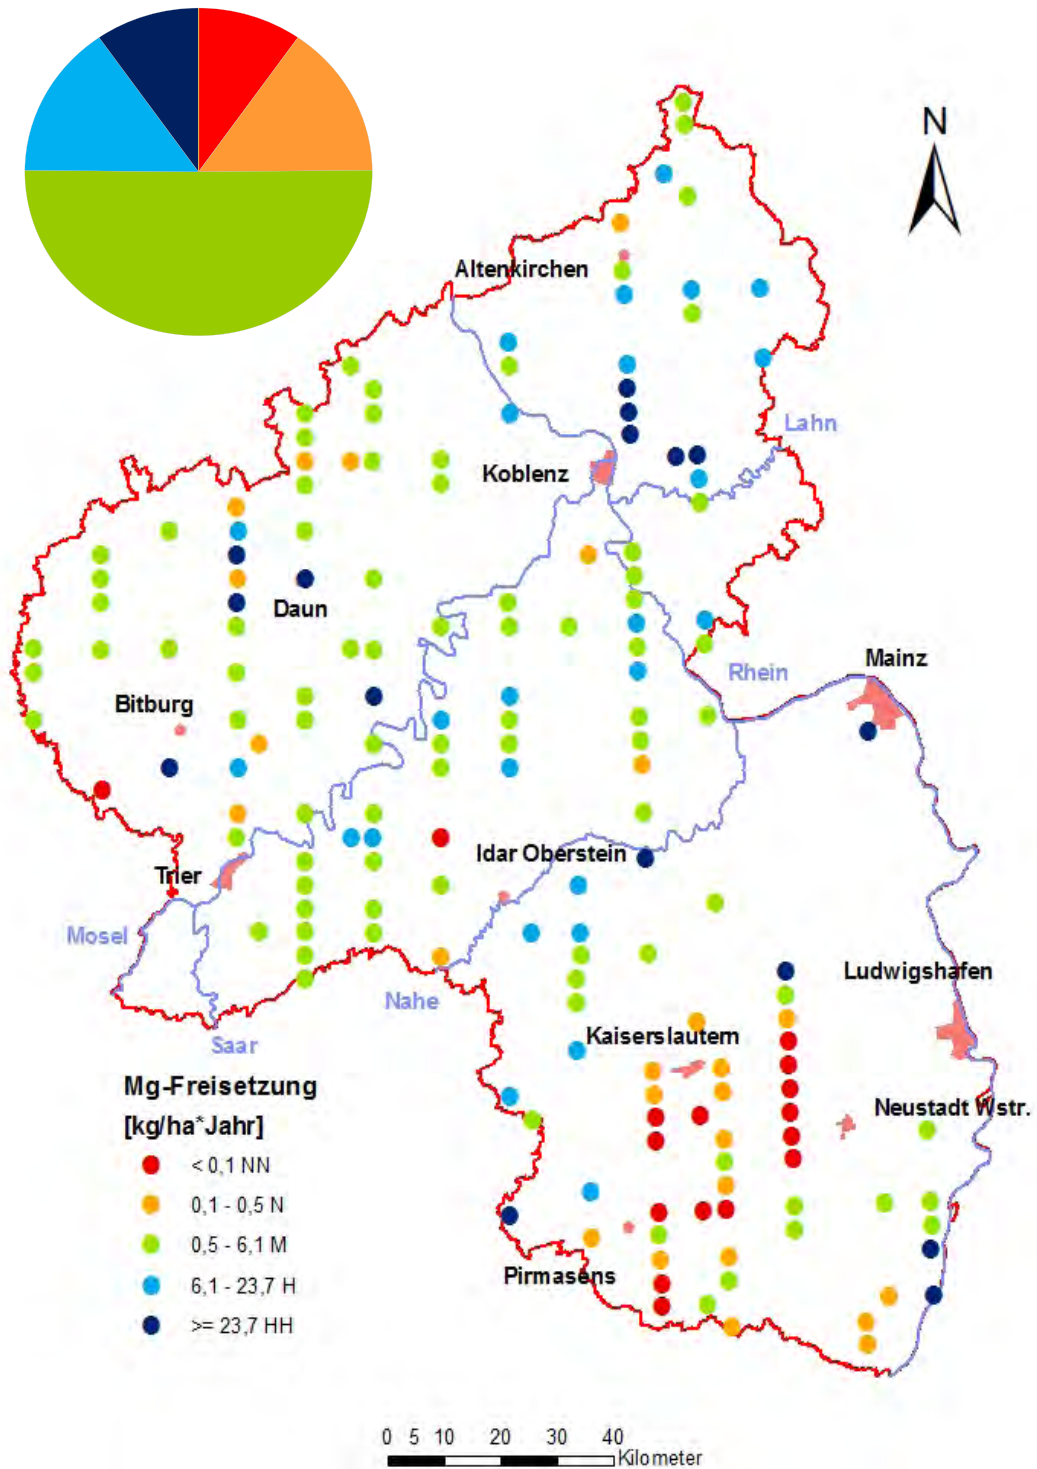 N
Altenkirchen
Lahn
Koblenz
Daun
Mainz
Rhein
Bitburg
Idar Oberstein
Trier
Mosel
Ludwigshafen
Nahe
Kaiserslautern
Saar
Mg-Freisetzung
[kg/ha*Jahr]
Neustadt Wstr.
< 0,1 NN
0,1 - 0,5 N
0,5 - 6,1 M
6,1 - 23,7 H
>= 23,7 HH
Pirmasens
0 5 10 20 30 40
Kilometer